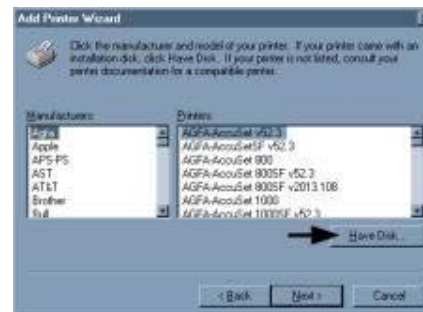 Add Printer Wizard
Click the manufacturer and model of your printer. If your printer came with an
installation disk, click Have Disk. If your printer is not listed, consult your
printer documentation for a compatible printer.
Manufacturers:
Agfa
Apple
APS-PS
AST
AT&T
Brother
Bull
Printers:
AGFA-AccuSet v52.3
AGFA-AccuSetSF v52.3
AGFA-AccuSet 800
AGFA-AccuSet 800SF v52.3
AGFA-AccuSet 800SF v2013.108
AGFA-AccuSet 1000
AGFA-AccuSet 1000SF v52.3
Have Disk...
< Back
Next >
Cancel